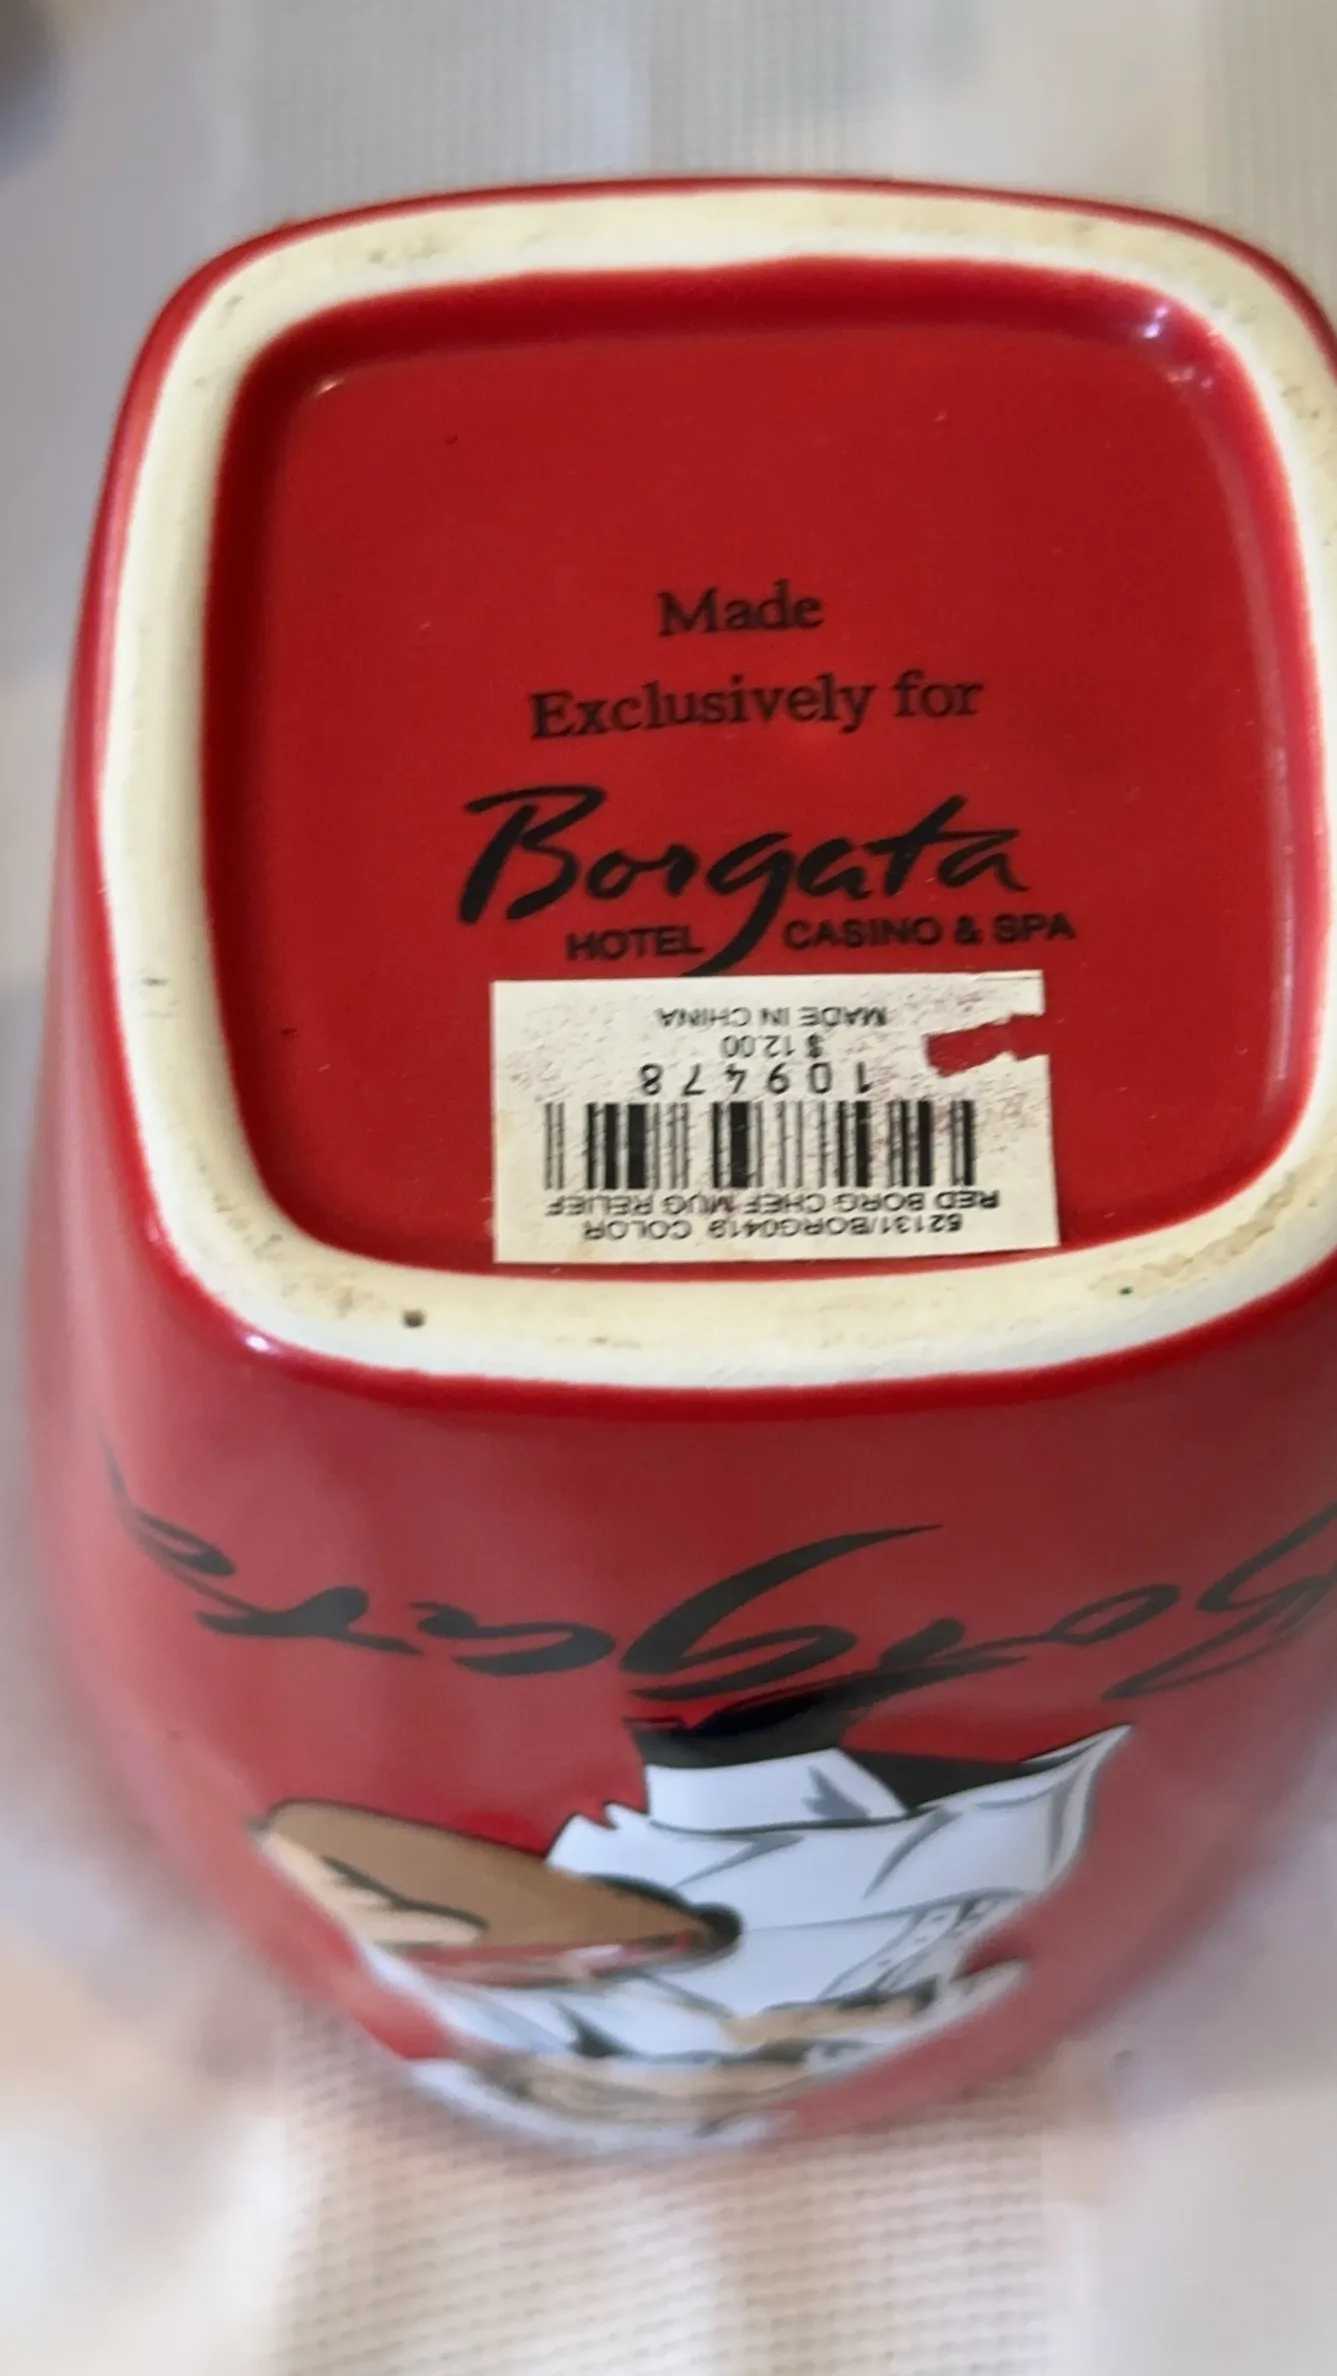 Made
Exclusively for
Borgata
HOTEL CASINO & SPA
52131/BORG0419 COLOR
RED BORG CHEF MUG RELIEF
109478
$12.00
MADE IN CHINA
Borgata